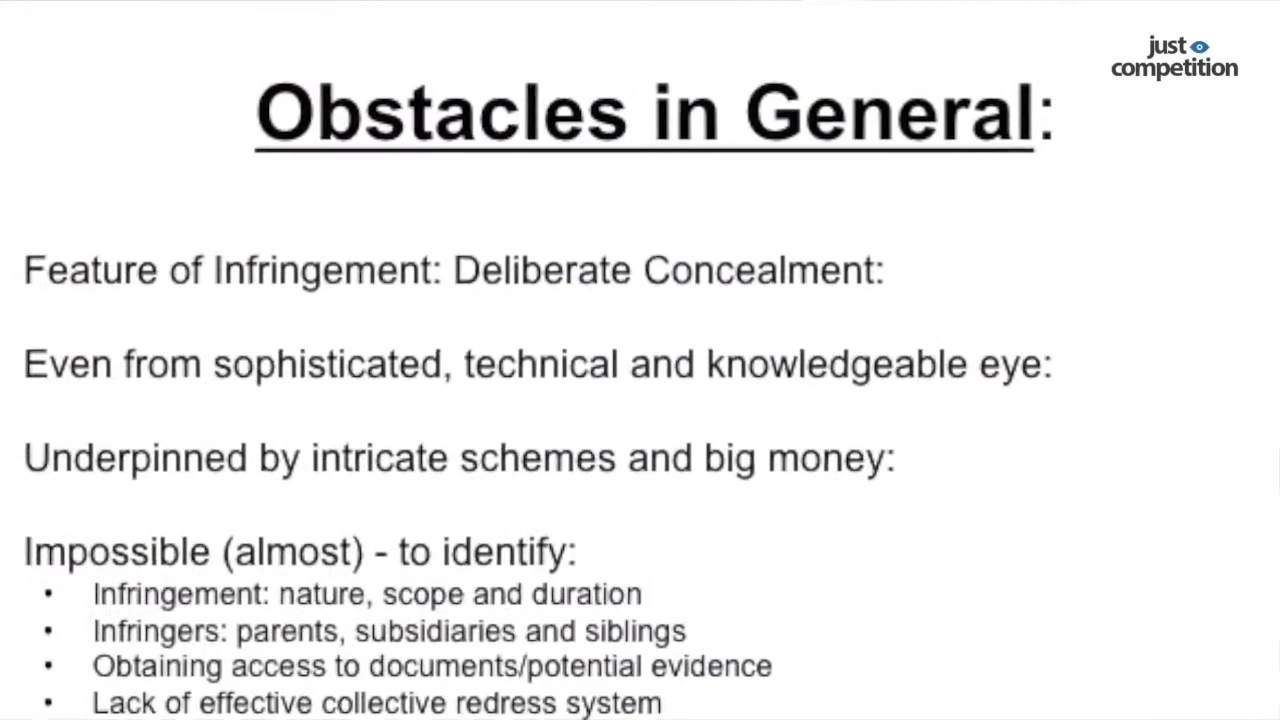 just
competition
Obstacles in General:
Feature of Infringement: Deliberate Concealment:
Even from sophisticated, technical and knowledgeable eye:
Underpinned by intricate schemes and big money:
Impossible (almost) - to identify:
• Infringement: nature, scope and duration
• Infringers: parents, subsidiaries and siblings
• Obtaining access to documents/potential evidence
• Lack of effective collective redress system